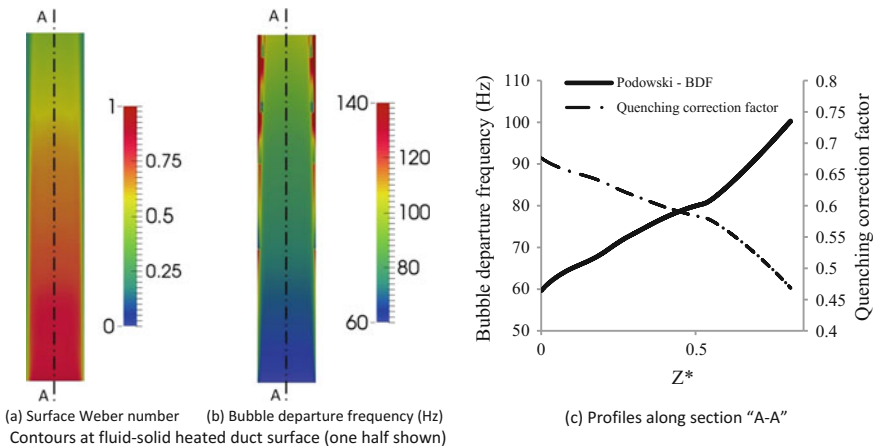 A
A
1
0.75
0.5
0.25
0
140
120
100
80
60
A
A
110
100
90
80
70
60
50
Bubble departure frequency (Hz)
Podowski - BDF
Quenching correction factor
0.8
0.75
0.7
0.65
0.6
0.55
0.5
0.45
0.4
Quenching correction factor
0
0.5
Z*
(a) Surface Weber number
(b) Bubble departure frequency (Hz)
(c) Profiles along section “A-A”
Contours at fluid-solid heated duct surface (one half shown)